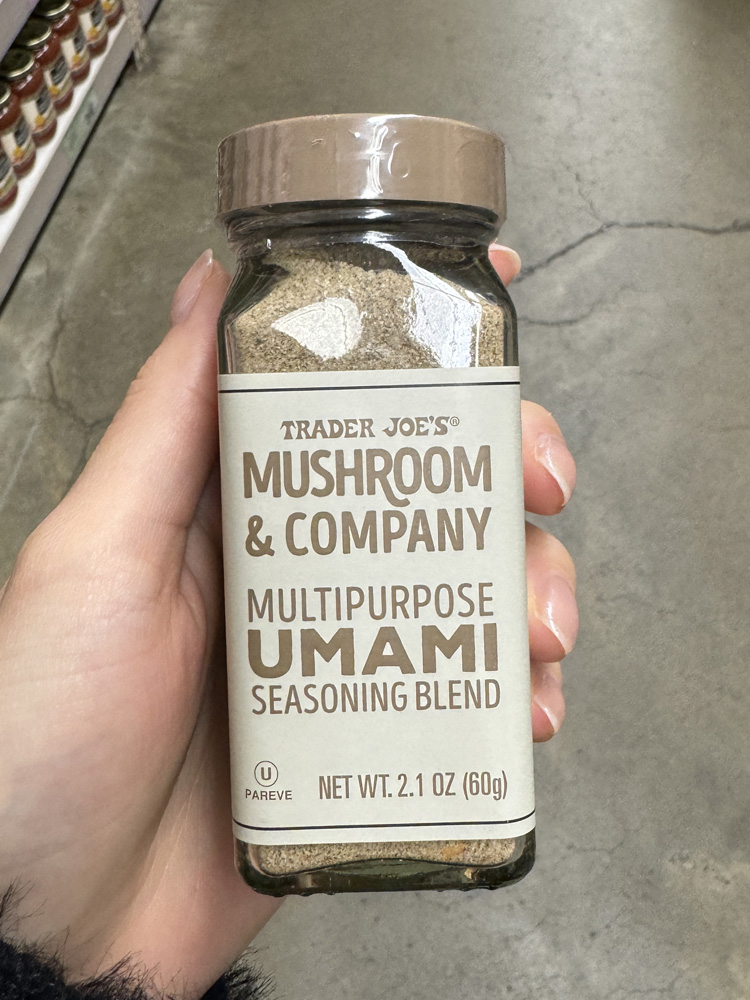 TRADER JOE'S®
MUSHROOM
& COMPANY
MULTIPURPOSE
UMAMI
SEASONING BLEND
U
PAREVE
NET WT. 2.1 OZ (60g)